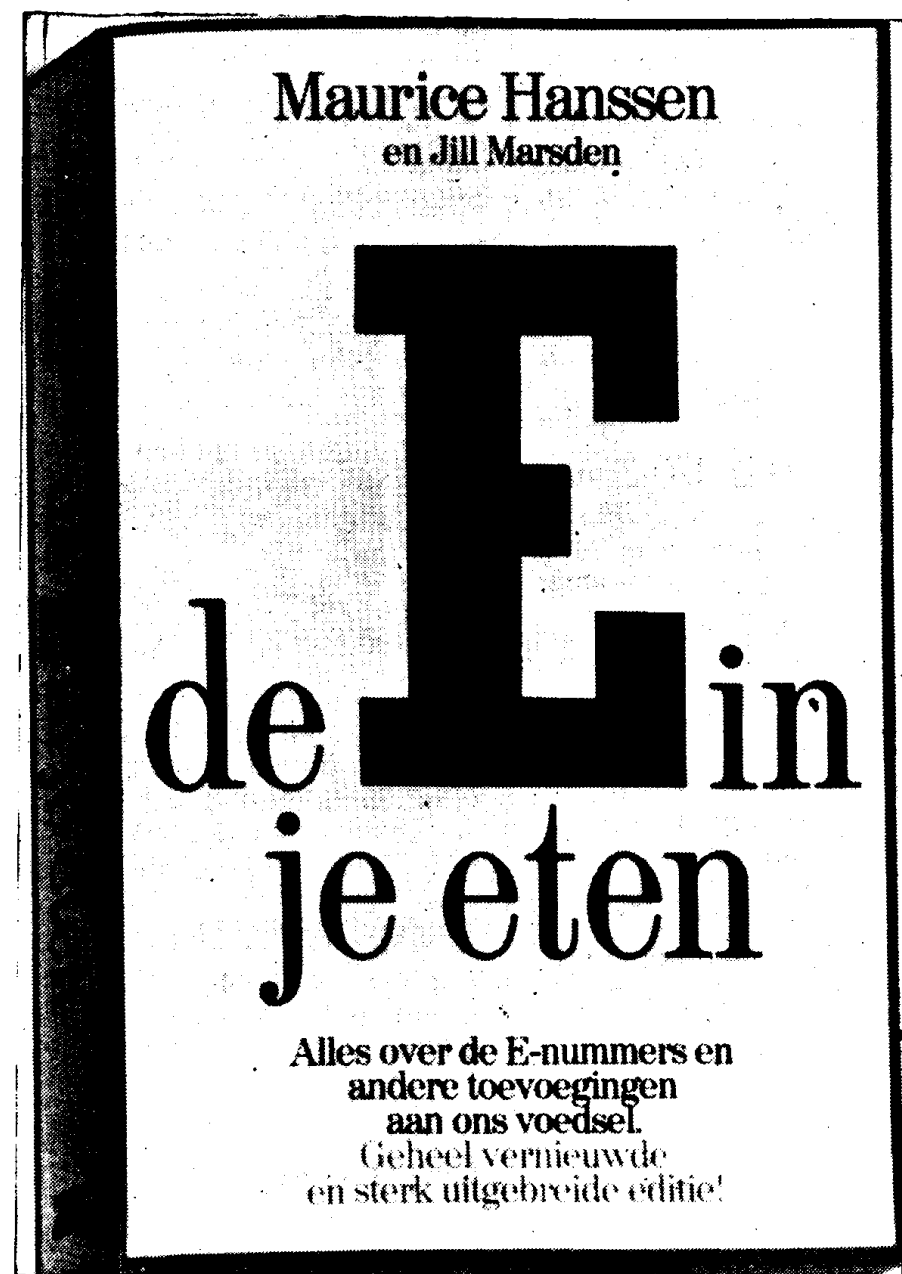 Maurice Hanssen
en Jill Marsden
de E in
je eten
Alles over de E-nummers en
andere toevoegingen
aan ons voedsel.
Geheel vernieuwde
en sterk uitgebreide editie!